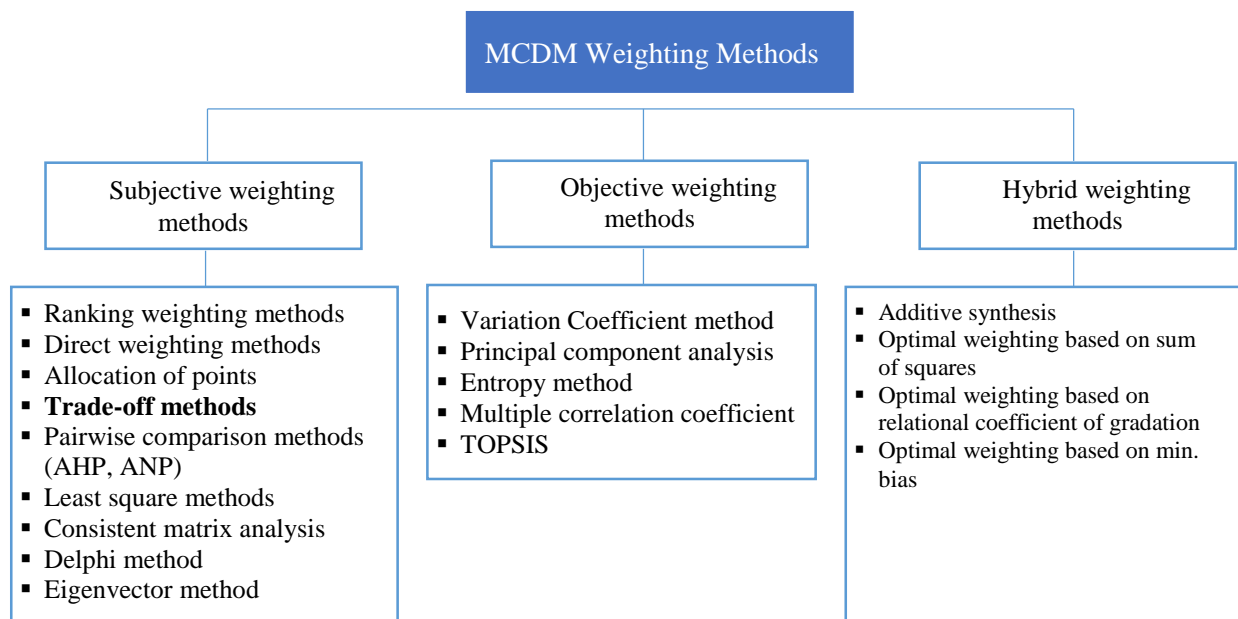 MCDM Weighting Methods
Subjective weighting
methods
Objective weighting
methods
Hybrid weighting
methods
▪ Ranking weighting methods
▪ Direct weighting methods
▪ Allocation of points
▪ Trade-off methods
▪ Pairwise comparison methods
(AHP, ANP)
▪ Least square methods
▪ Consistent matrix analysis
▪ Delphi method
▪ Eigenvector method
▪ Variation Coefficient method
▪ Principal component analysis
▪ Entropy method
▪ Multiple correlation coefficient
▪ TOPSIS
▪ Additive synthesis
▪ Optimal weighting based on sum
of squares
▪ Optimal weighting based on
relational coefficient of gradation
▪ Optimal weighting based on min.
bias